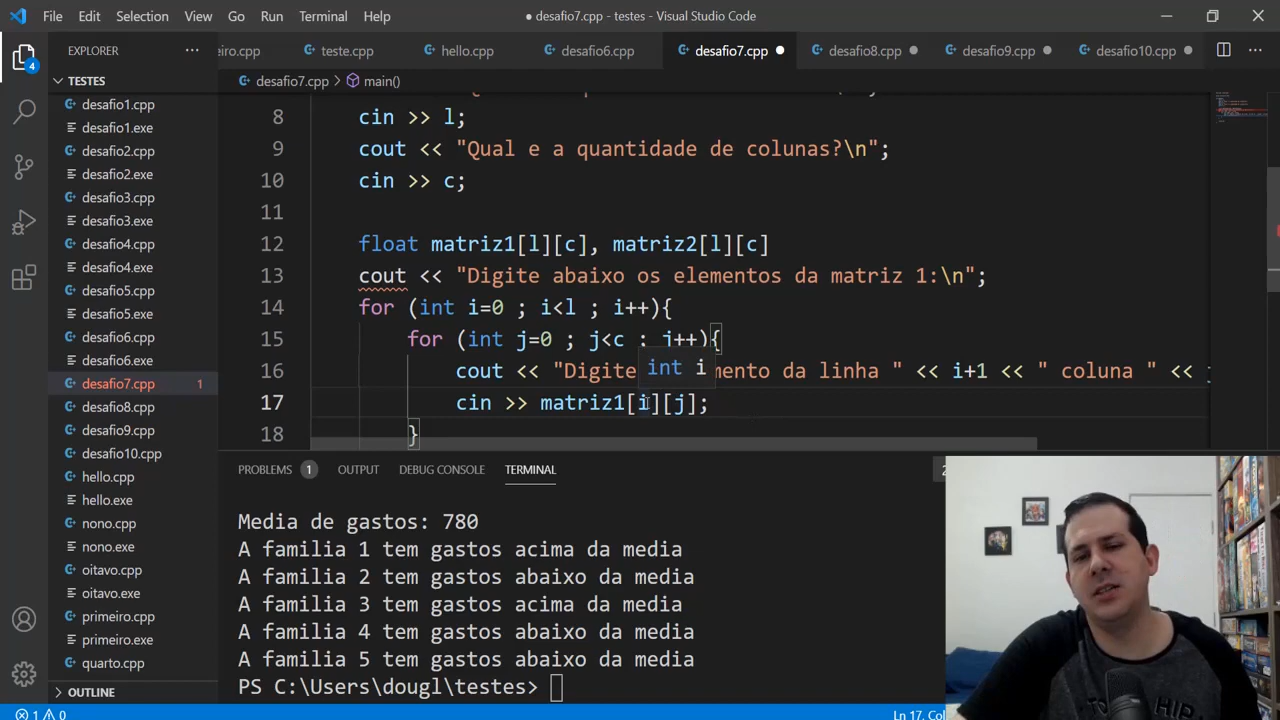 File Edit Selection View Go Run Terminal Help
desafio7.cpp - testes - Visual Studio Code
EXPLORER
eiro.cpp teste.cpp hello.cpp desafio6.cpp desafio7.cpp desafio8.cpp desafio9.cpp desafio10.cpp
4
TESTES
desafio7.cpp > main()
desafio1.cpp
desafio1.exe
desafio2.cpp
desafio2.exe
desafio3.cpp
desafio3.exe
desafio4.cpp
desafio4.exe
desafio5.cpp
desafio5.exe
desafio6.cpp
desafio6.exe
desafio7.cpp 1
desafio8.cpp
desafio9.cpp
desafio10.cpp
hello.cpp
hello.exe
nono.cpp
nono.exe
oitavo.cpp
oitavo.exe
primeiro.cpp
primeiro.exe
quarto.cpp
OUTLINE
8 cin >> l;
9 cout << "Qual e a quantidade de colunas?\n";
10 cin >> c;
11
12 float matriz1[l][c], matriz2[l][c]
13 cout << "Digite abaixo os elementos da matriz 1:\n";
14 for (int i=0 ; i<l ; i++){
15 for (int j=0 ; j<c ; j++){
int i
16 cout << "Digite mento da linha " << i+1 << " coluna " <<
17 cin >> matriz1[i][j];
18 }
PROBLEMS 1 OUTPUT DEBUG CONSOLE TERMINAL
Media de gastos: 780
A familia 1 tem gastos acima da media
A familia 2 tem gastos abaixo da media
A familia 3 tem gastos acima da media
A familia 4 tem gastos abaixo da media
A familia 5 tem gastos abaixo da media
PS C:\Users\dougl\testes>
1 0
Ln 17, Col